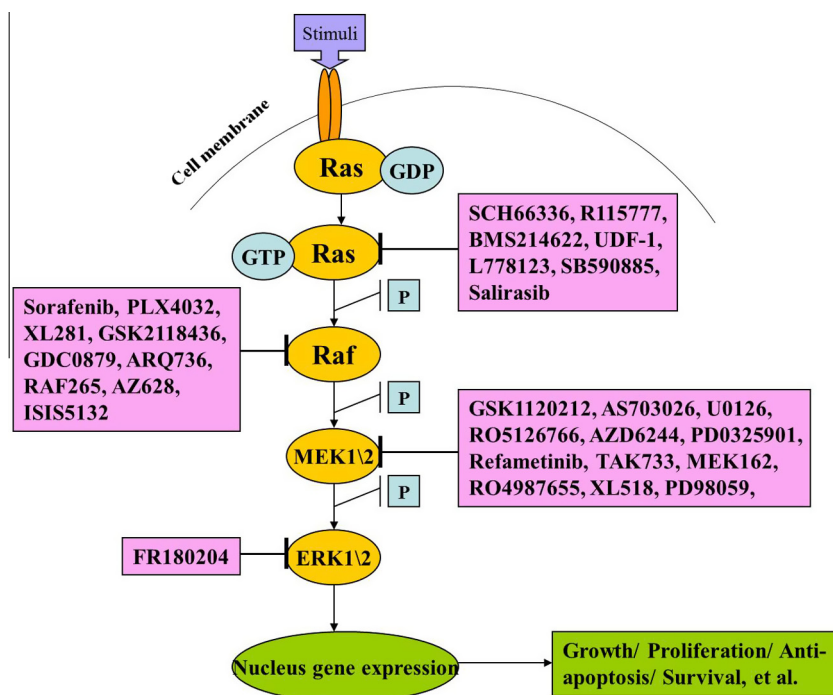 Stimuli
Cell membrane
Ras
GDP
GTP
Ras
SCH66336, R115777,
BMS214622, UDF-1,
L778123, SB590885,
Salirasib
P
Sorafenib, PLX4032,
XL281, GSK2118436,
GDC0879, ARQ736,
RAF265, AZ628,
ISIS5132
Raf
P
GSK1120212, AS703026, U0126,
RO5126766, AZD6244, PD0325901,
Refametinib, TAK733, MEK162,
RO4987655, XL518, PD98059,
MEK1\2
P
FR180204
ERK1\2
Nucleus gene expression
Growth/ Proliferation/ Anti-
apoptosis/ Survival, et al.